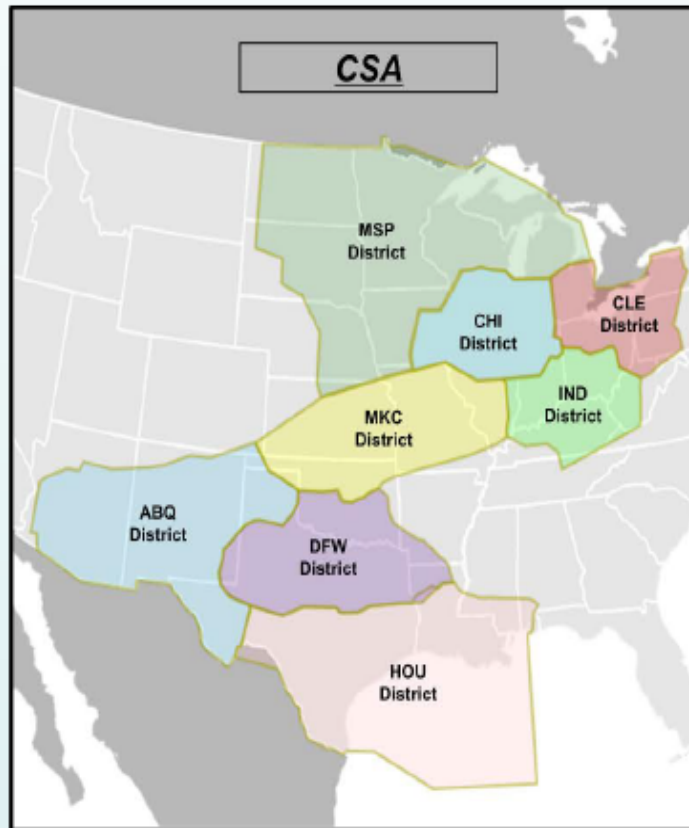 CSA
MSP
District
CHI
District
CLE
District
IND
District
MKC
District
ABQ
District
DFW
District
HOU
District